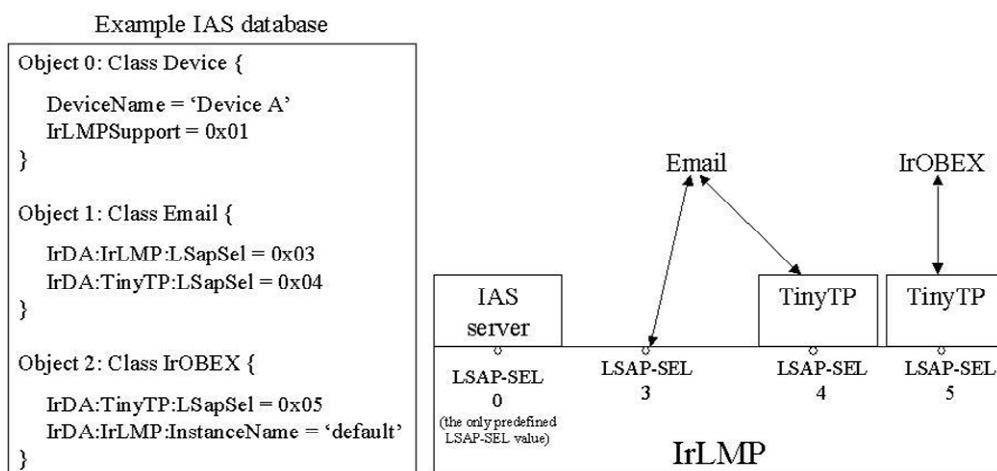 Example IAS database
Object 0: Class Device {
DeviceName = ‘Device A’
IrLMPSupport = 0x01
}
Object 1: Class Email {
IrDA:IrLMP:LSapSel = 0x03
IrDA:TinyTP:LSapSel = 0x04
}
Object 2: Class IrOBEX {
IrDA:TinyTP:LSapSel = 0x05
IrDA:IrLMP:InstanceName = ‘default’
}
Email
IrOBEX
IAS
server
TinyTP
TinyTP
LSAP-SEL
0
(the only predefined
LSAP-SEL value)
LSAP-SEL
3
LSAP-SEL
4
LSAP-SEL
5
IrLMP